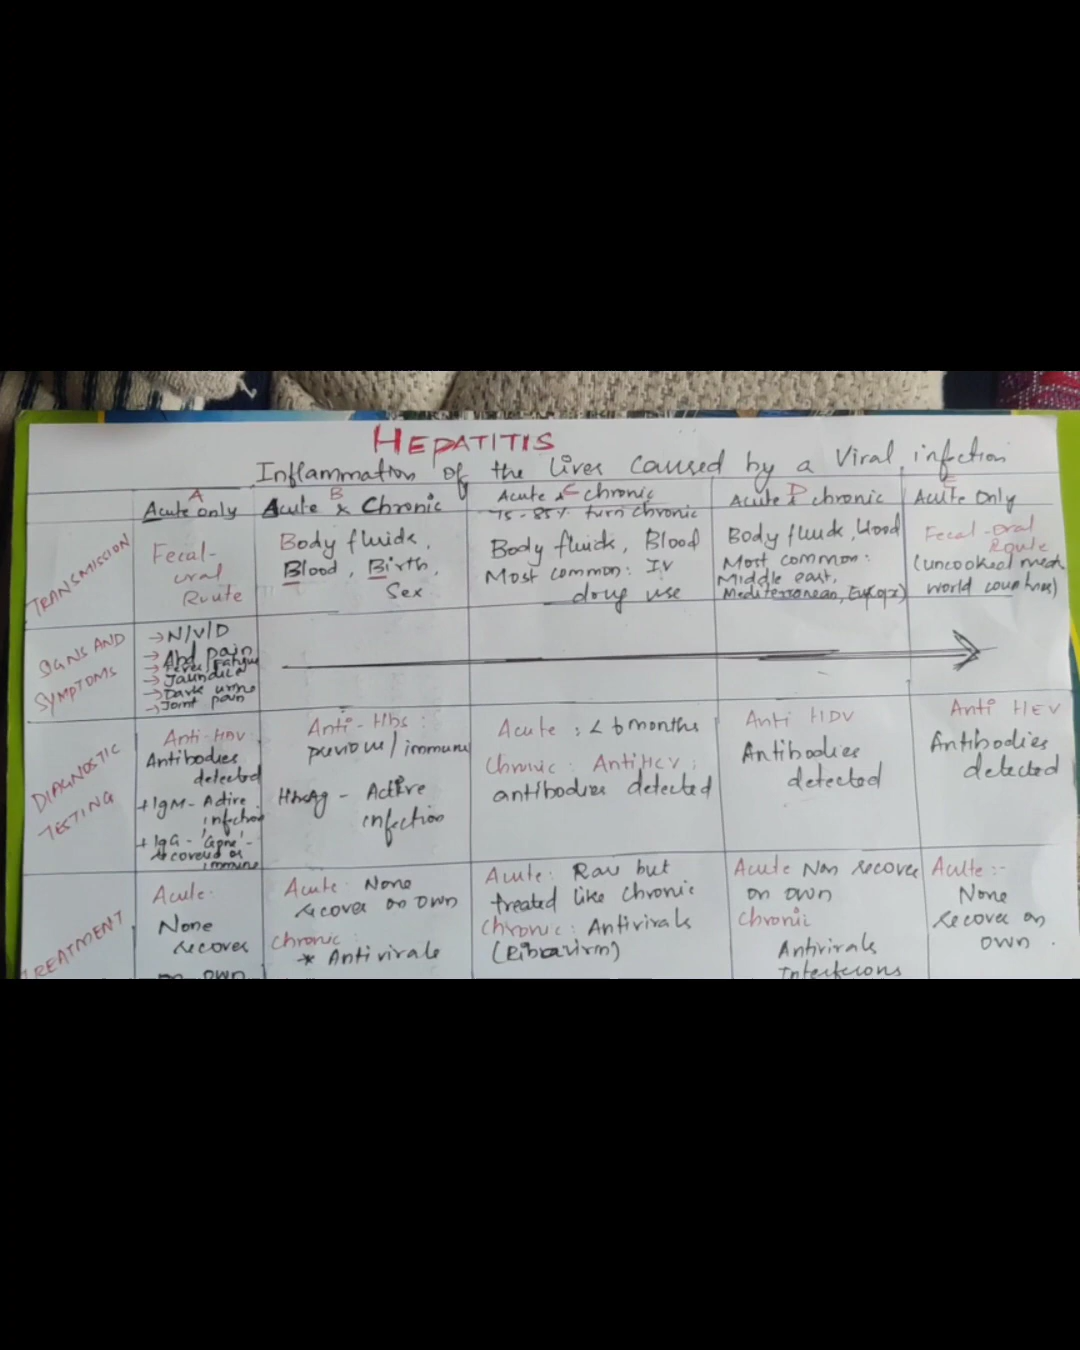 HEPATITIS
Inflammation of the Liver caused by a Viral infection
A
Acute only
B
Acute & Chronic
C
Acute & chronic
75-85% turn chronic
D
Acute & chronic
E
Acute Only
TRANSMISSION
Fecal-
oral
Route
Body fluids,
Blood, Birth,
Sex
Body fluids, Blood
Most common: IV
drug use
Body fluids, blood
Most common:
Middle east,
Mediterranean, Europe)
Fecal-oral
Route
(uncooked meat
world countries)
SIGNS AND
SYMPTOMS
→ N/V/D
→ Abd pain
→ Fever/Fatigue
→ Jaundice
→ Dark urine
→ Joint pain
DIAGNOSTIC
TESTING
Anti-HAV
Antibodies
detected
+IgM - Active
infection
+IgG - 'Gone' -
recovered or
immune
Anti-Hbs:
previous/immune
HbsAg - Active
infection
Acute: < 6 months
Chronic: Anti HCV:
antibodies detected
Anti HDV
Antibodies
detected
Anti HEV
Antibodies
detected
TREATMENT
Acute:
None
recover
on own
Acute: None
recover on own
Chronic:
* Antivirals
Acute: Rav but
treated like chronic
Chronic: Antivirals
(Ribavirin)
Acute Non recover
on own
Chronic
Antivirals
Interferons
Acute:-
None
recover on
own.